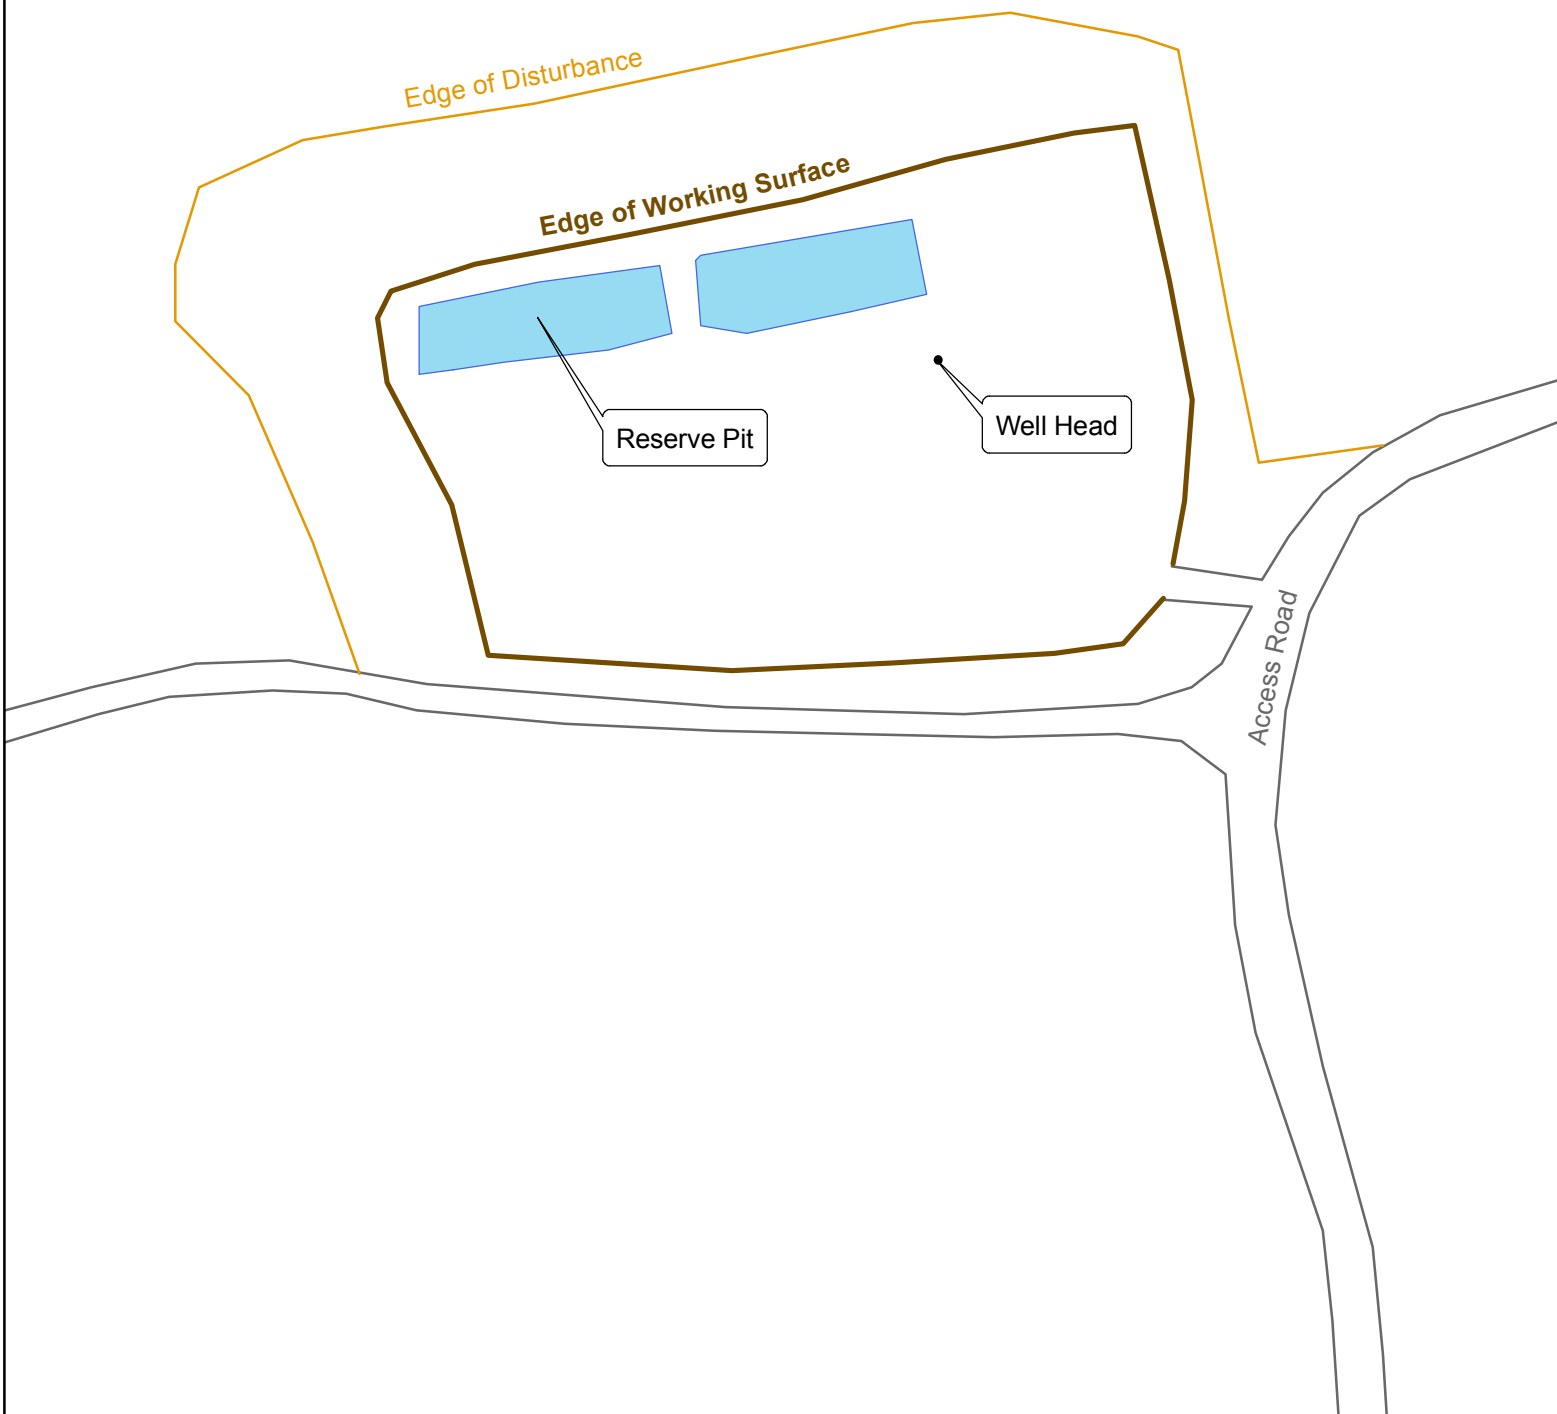 Edge of Disturbance
Edge of Working Surface
Reserve Pit
Well Head
Access Road